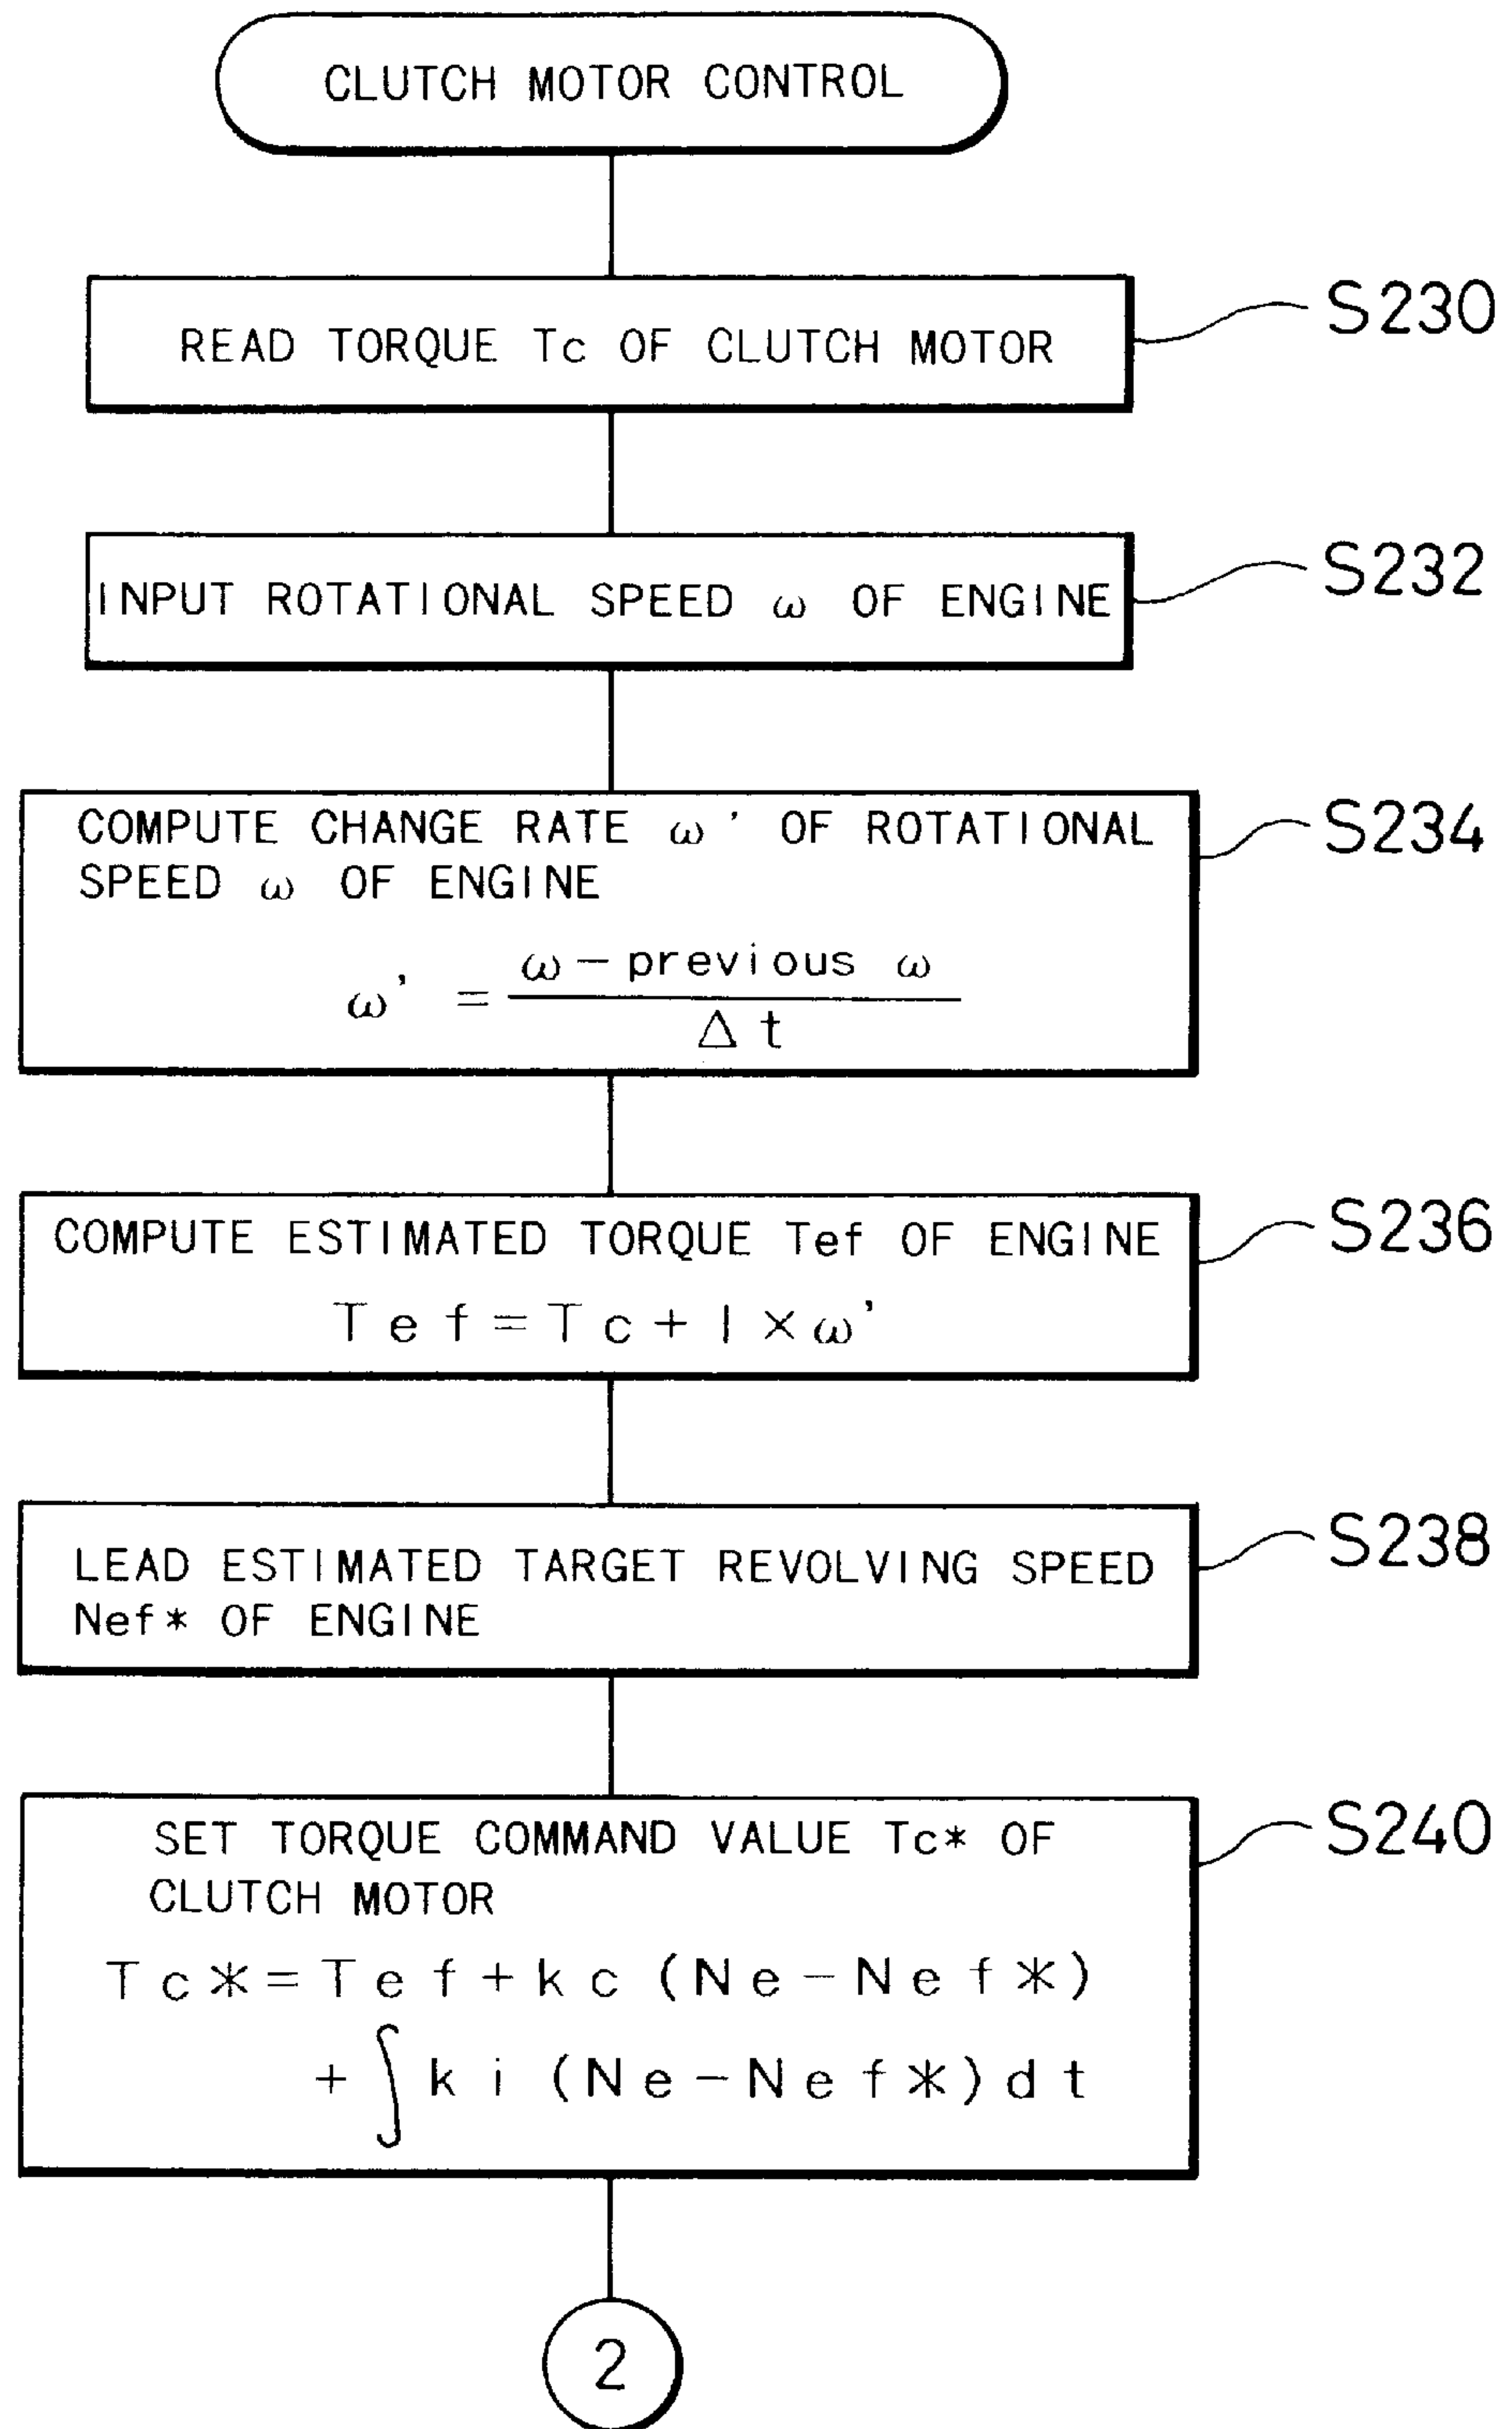 CLUTCH MOTOR CONTROL
READ TORQUE Tc OF CLUTCH MOTOR
S230
INPUT ROTATIONAL SPEED ω OF ENGINE
S232
COMPUTE CHANGE RATE ω' OF ROTATIONAL
SPEED ω OF ENGINE
ω' = (ω - previous ω) / Δt
S234
COMPUTE ESTIMATED TORQUE Tef OF ENGINE
Tef = Tc + I × ω'
S236
LEAD ESTIMATED TARGET REVOLVING SPEED
Nef* OF ENGINE
S238
SET TORQUE COMMAND VALUE Tc* OF
CLUTCH MOTOR
Tc* = Tef + kc (Ne - Nef*)
+ ∫ ki (Ne - Nef*) dt
S240
2